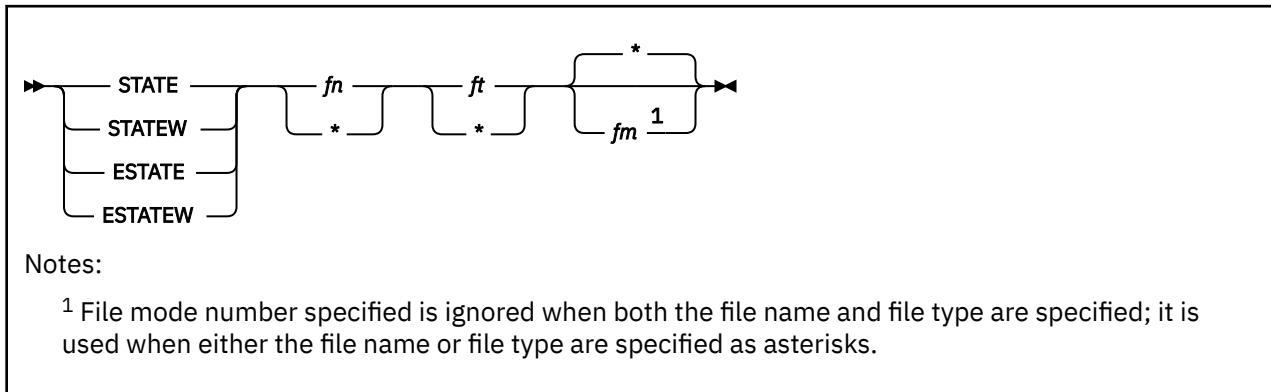 *
STATE fn ft
STATEW * * fm 1
ESTATE
ESTATEW
Notes:
1 File mode number specified is ignored when both the file name and file type are specified; it is
used when either the file name or file type are specified as asterisks.